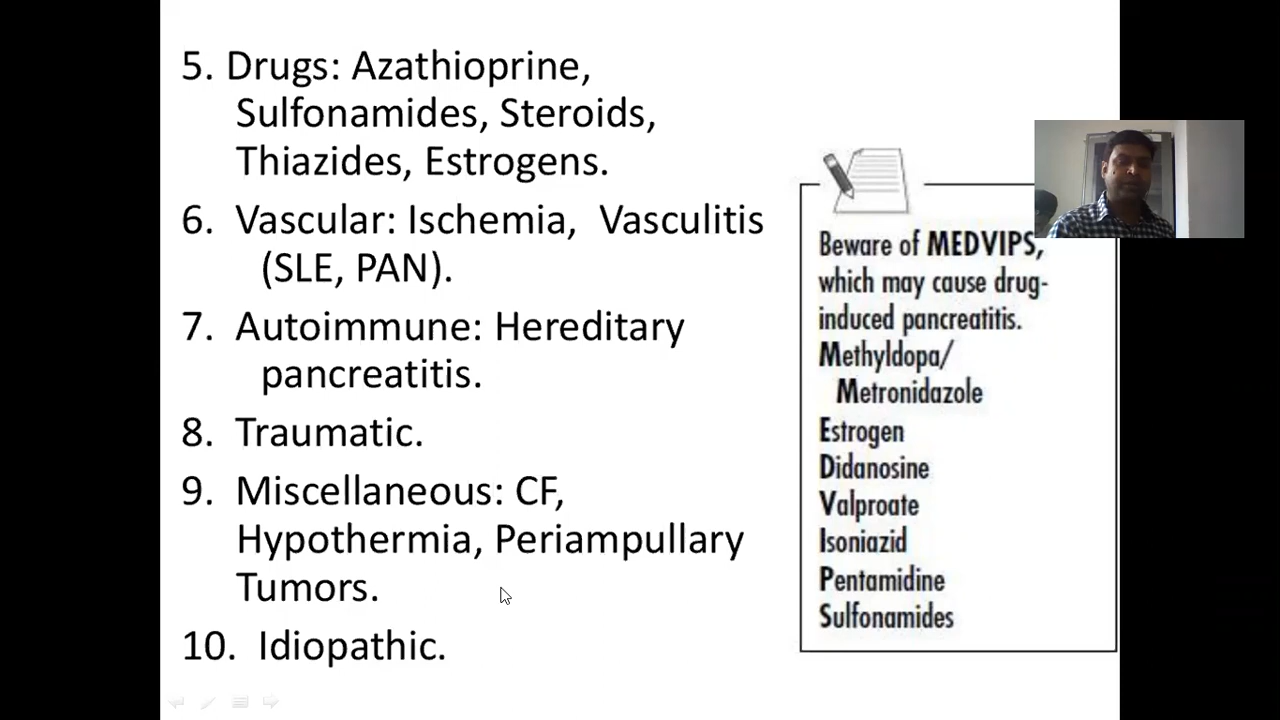 5. Drugs: Azathioprine,
Sulfonamides, Steroids,
Thiazides, Estrogens.
6. Vascular: Ischemia, Vasculitis
(SLE, PAN).
7. Autoimmune: Hereditary
pancreatitis.
8. Traumatic.
9. Miscellaneous: CF,
Hypothermia, Periampullary
Tumors.
10. Idiopathic.
Beware of MEDVIPS,
which may cause drug-
induced pancreatitis.
Methyldopa/
Metronidazole
Estrogen
Didanosine
Valproate
Isoniazid
Pentamidine
Sulfonamides